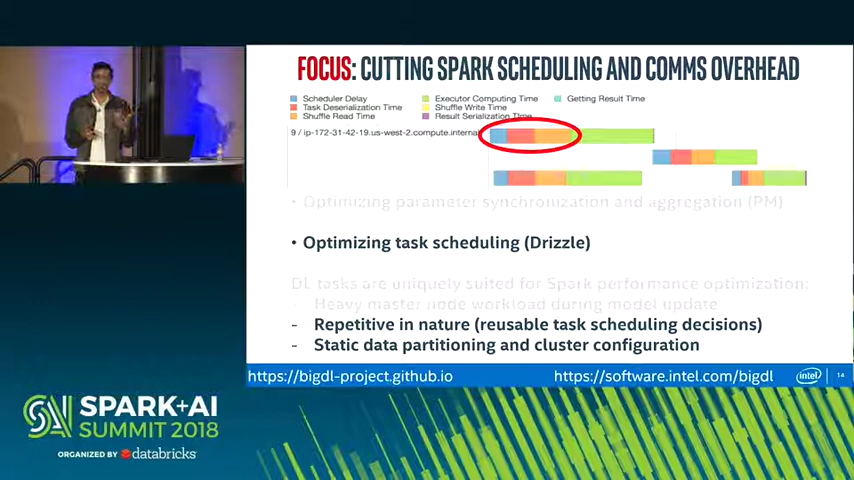 FOCUS: CUTTING SPARK SCHEDULING AND COMMS OVERHEAD
Scheduler Delay
Executor Computing Time
Getting Result Time
Task Deserialization Time
Shuffle Write Time
Shuffle Read Time
Result Serialization Time
9 / ip-172-31-42-19.us-west-2.compute.interna
• Optimizing parameter synchronization and aggregation (PM)
• Optimizing task scheduling (Drizzle)
DL tasks are uniquely suited for Spark performance optimization:
- Heavy master node workload during model update
- Repetitive in nature (reusable task scheduling decisions)
- Static data partitioning and cluster configuration
https://bigdl-project.github.io
https://software.intel.com/bigdl
intel
14
SPARK+AI
SUMMIT 2018
ORGANIZED BY databricks